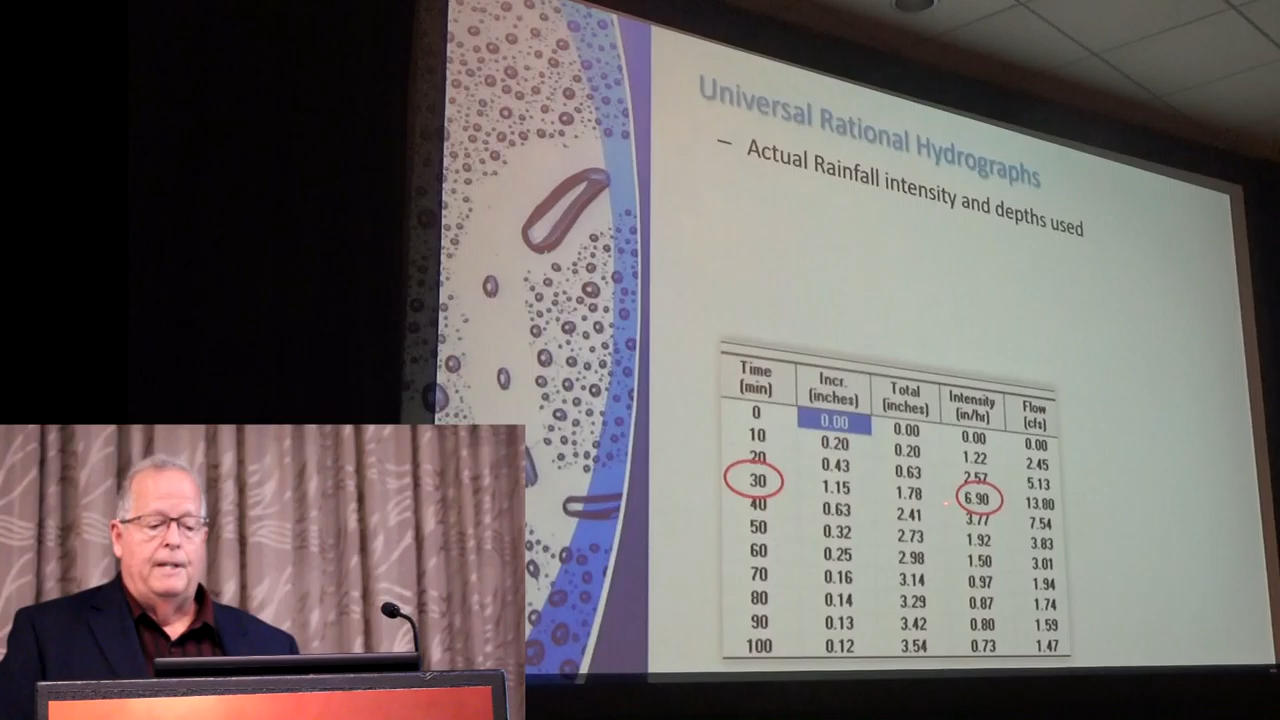 Universal Rational Hydrographs
– Actual Rainfall intensity and depths used
Time (min) Incr. (inches) Total (inches) Intensity (in/hr) Flow (cfs)
0 0.00 0.00 0.00 0.00
10 0.20 0.20 1.22 2.45
20 0.43 0.63 2.57 5.13
30 1.15 1.78 6.90 13.80
40 0.63 2.41 3.77 7.54
50 0.32 2.73 1.92 3.83
60 0.25 2.98 1.50 3.01
70 0.16 3.14 0.97 1.94
80 0.14 3.29 0.87 1.74
90 0.13 3.42 0.80 1.59
100 0.12 3.54 0.73 1.47